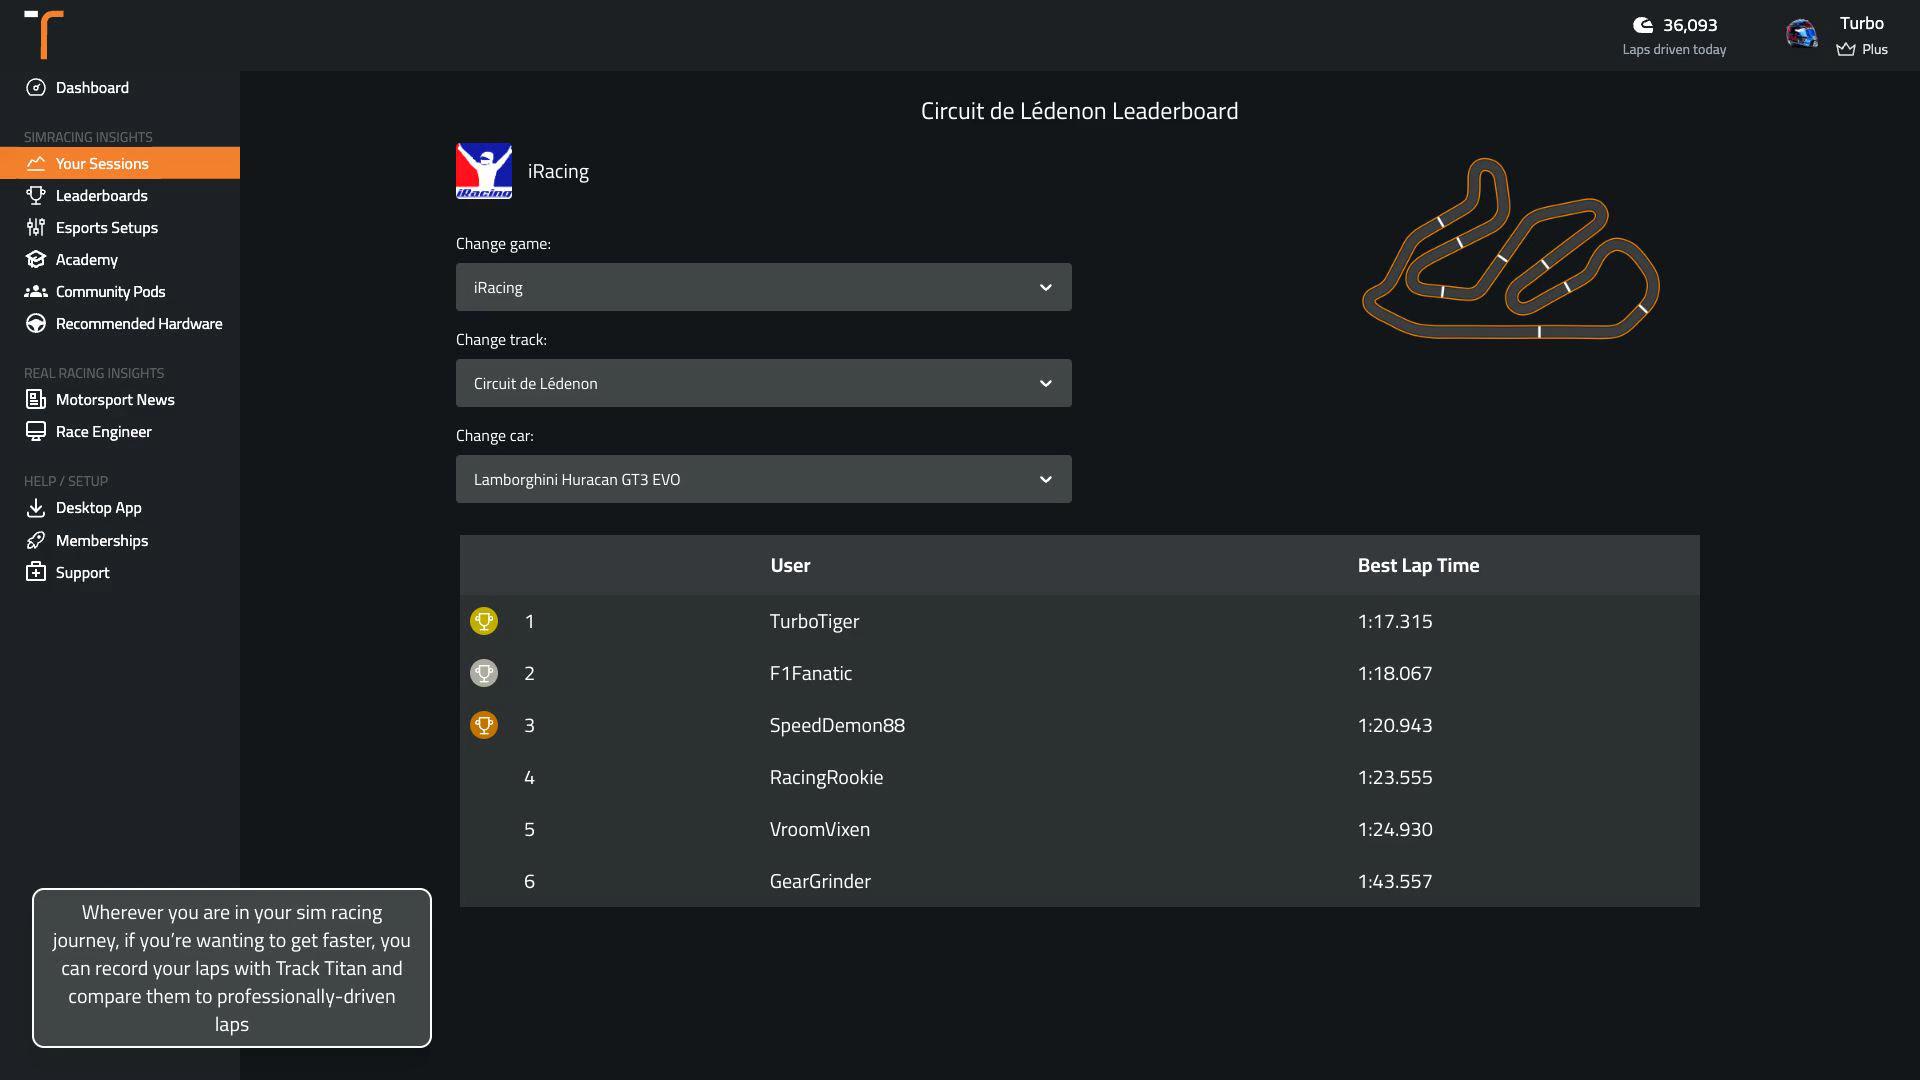 36,093
Laps driven today
Turbo
Plus
Dashboard
SIMRACING INSIGHTS
Your Sessions
Leaderboards
Esports Setups
Academy
Community Pods
Recommended Hardware
REAL RACING INSIGHTS
Motorsport News
Race Engineer
HELP / SETUP
Desktop App
Memberships
Support
Wherever you are in your sim racing
journey, if you’re wanting to get faster, you
can record your laps with Track Titan and
compare them to professionally-driven
laps
Circuit de Lédenon Leaderboard
iRacing
iRacing
Change game:
iRacing
Change track:
Circuit de Lédenon
Change car:
Lamborghini Huracan GT3 EVO
User Best Lap Time
1 TurboTiger 1:17.315
2 F1Fanatic 1:18.067
3 SpeedDemon88 1:20.943
4 RacingRookie 1:23.555
5 VroomVixen 1:24.930
6 GearGrinder 1:43.557